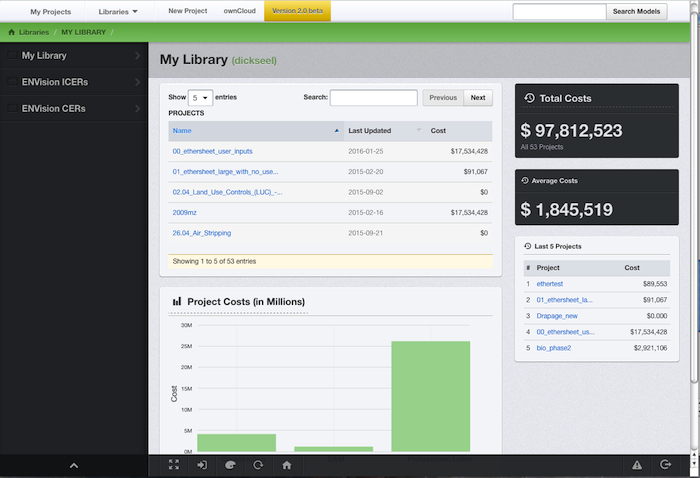 My Projects Libraries New Project ownCloud Version 2.0 beta Search Models
Libraries / MY LIBRARY /
My Library
ENVision ICERs
ENVision CERs
My Library (dickseel)
Show 5 entries Search: Previous Next
PROJECTS
Name Last Updated Cost
00_ethersheet_user_inputs 2016-01-25 $17,534,428
01_ethersheet_large_with_no_use... 2015-02-20 $91,067
02.04_Land_Use_Controls_(LUC)_-... 2015-09-02 $0
2009mz 2015-02-16 $17,534,428
26.04_Air_Stripping 2015-09-21 $0
Showing 1 to 5 of 53 entries
Project Costs (in Millions)
30M
25M
20M
15M
10M
5M
0M
Cost
Total Costs
$ 97,812,523
All 53 Projects
Average Costs
$ 1,845,519
Last 5 Projects
# Project Cost
1 ethertest $89,553
2 01_ethersheet_la... $91,067
3 Drapage_new $0.000
4 00_ethersheet_us... $17,534,428
5 bio_phase2 $2,921,106